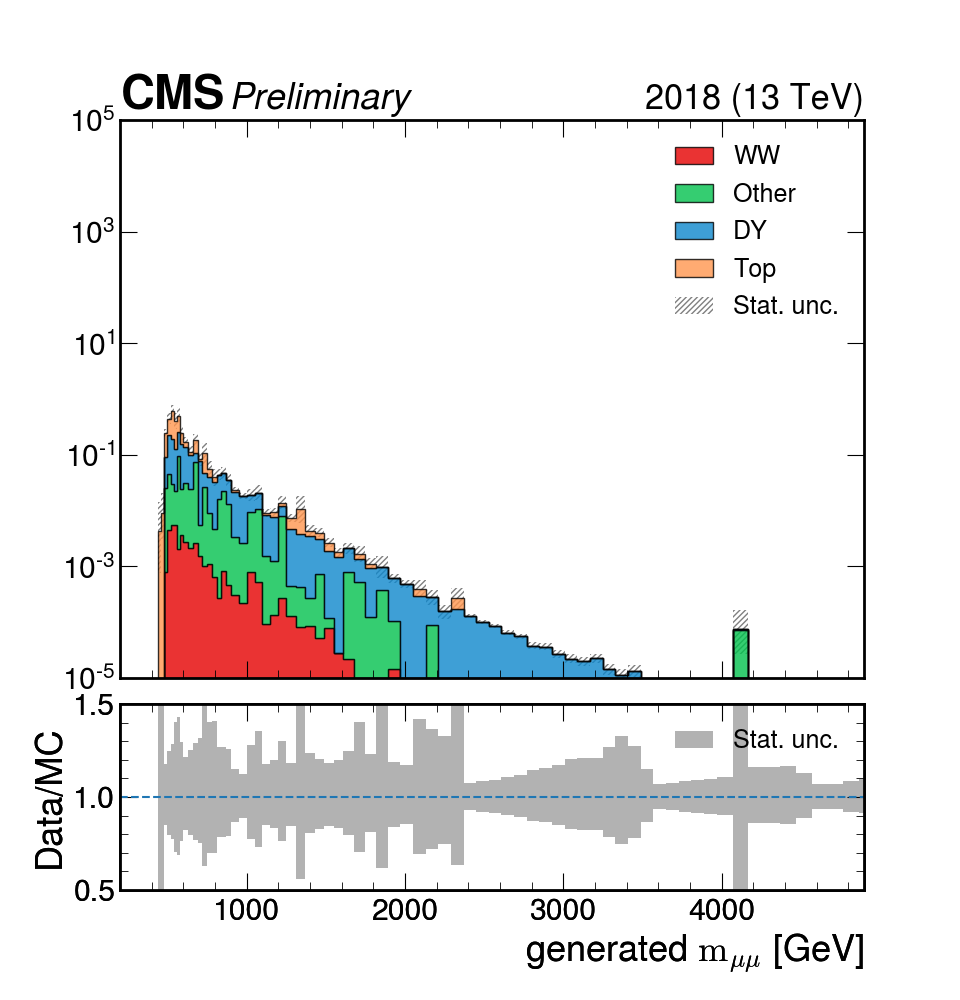 CMS Preliminary 2018 (13 TeV)
10^5
10^3
10^1
10^-1
10^-3
10^-5
WW
Other
DY
Top
Stat. unc.
Data/MC
1.5
1.0
0.5
Stat. unc.
1000 2000 3000 4000
generated m_μμ [GeV]